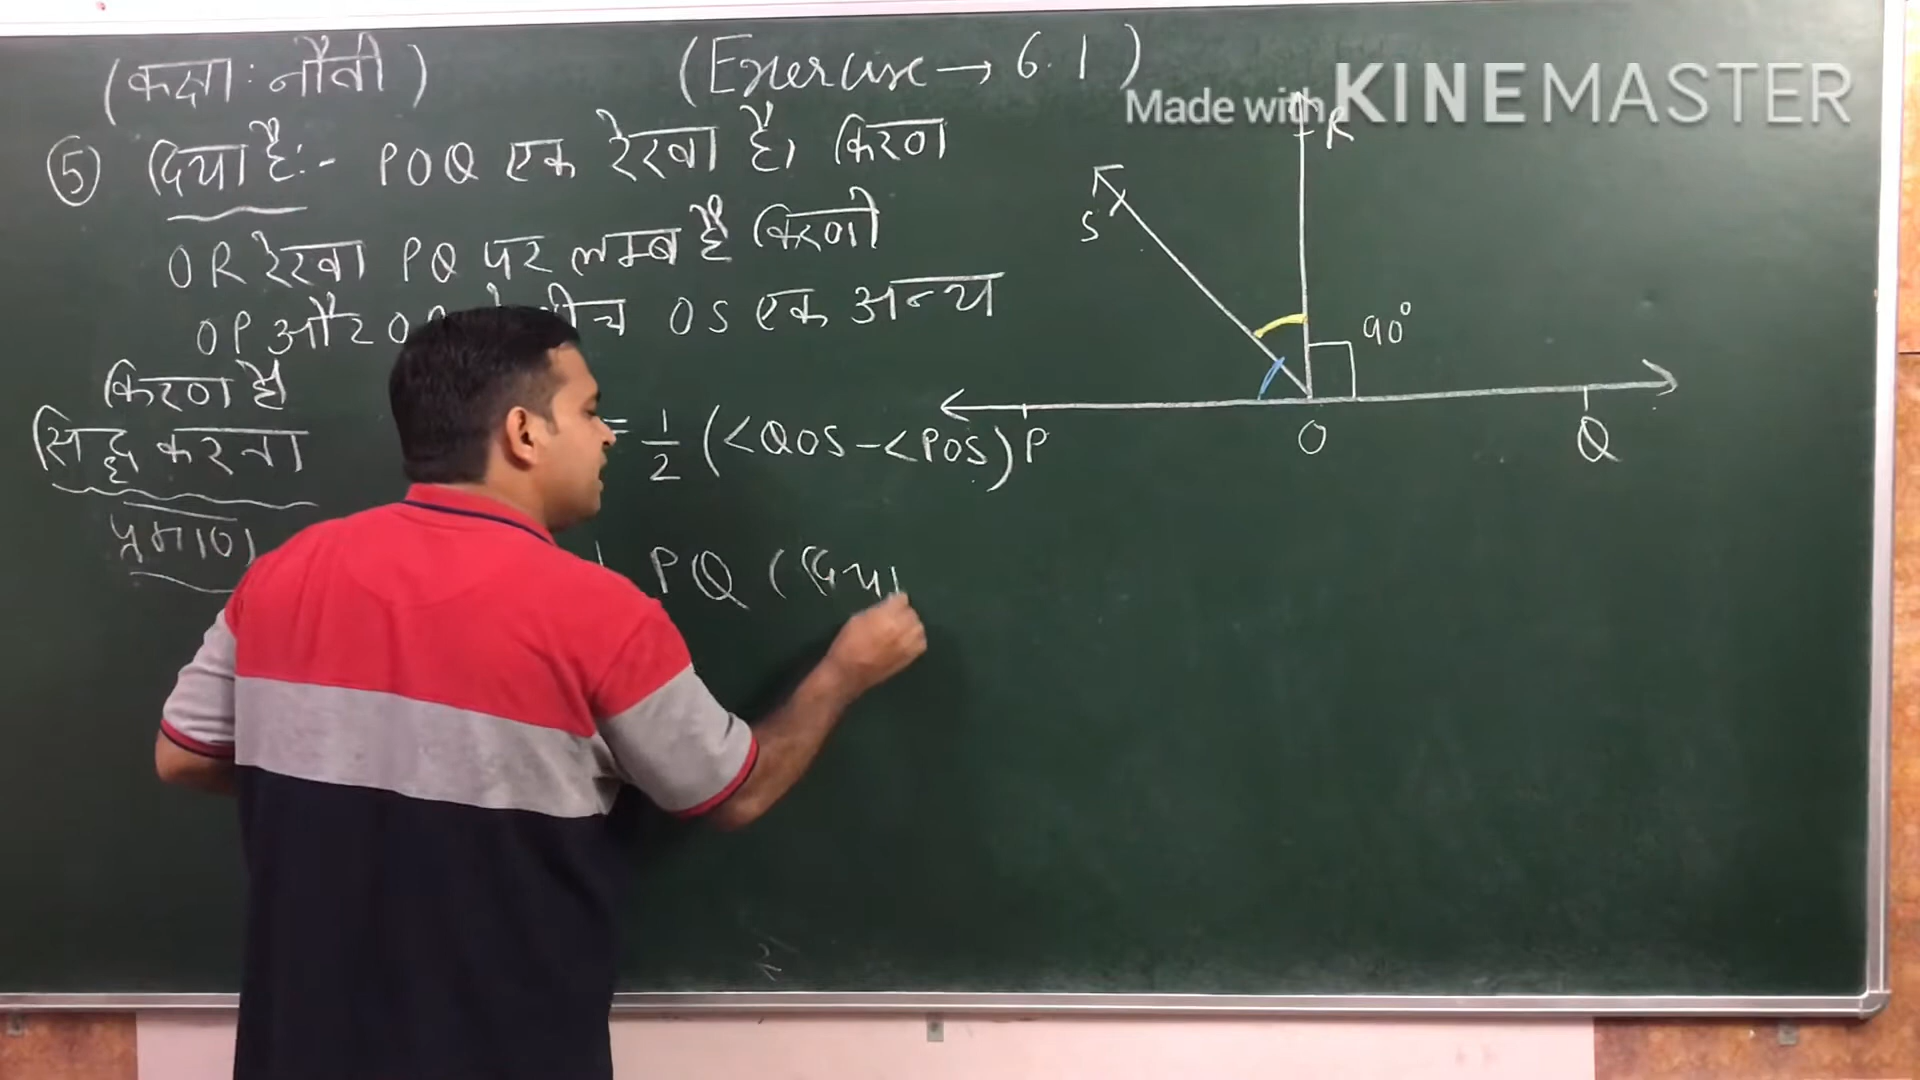 (कक्षा : नौवी)
(Exercise → 6.1)
Made with KINEMASTER
⑤ दिया है:- POQ एक रेखा है। किरण
OR रेखा PQ पर लम्ब है किरणो
OP और O बीच OS एक अन्य
किरण है।
सिद्ध करना = 1/2 (<QOS - <POS)
प्रमाण PQ (दिया
R
S
90°
P
O
Q